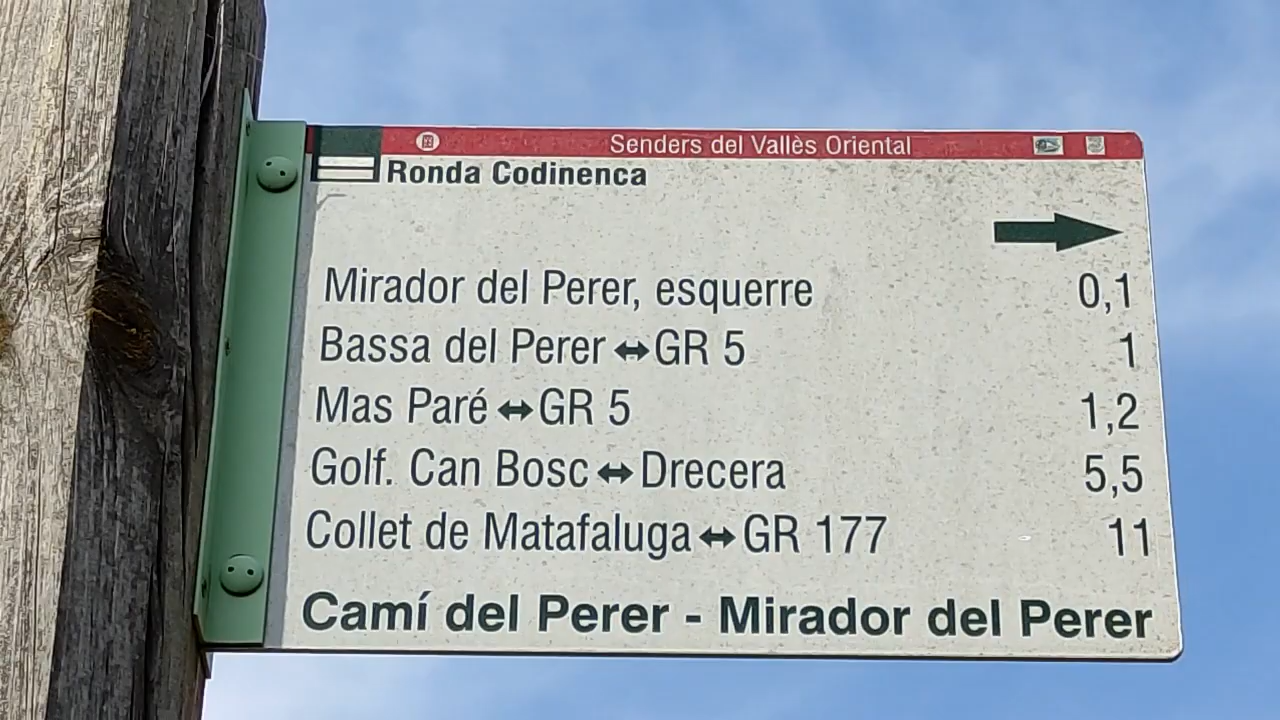 Senders del Vallès Oriental
Ronda Codinenca
Mirador del Perer, esquerre 0,1
Bassa del Perer ↔ GR 5 1
Mas Paré ↔ GR 5 1,2
Golf. Can Bosc ↔ Drecera 5,5
Collet de Matafaluga ↔ GR 177 11
Camí del Perer - Mirador del Perer